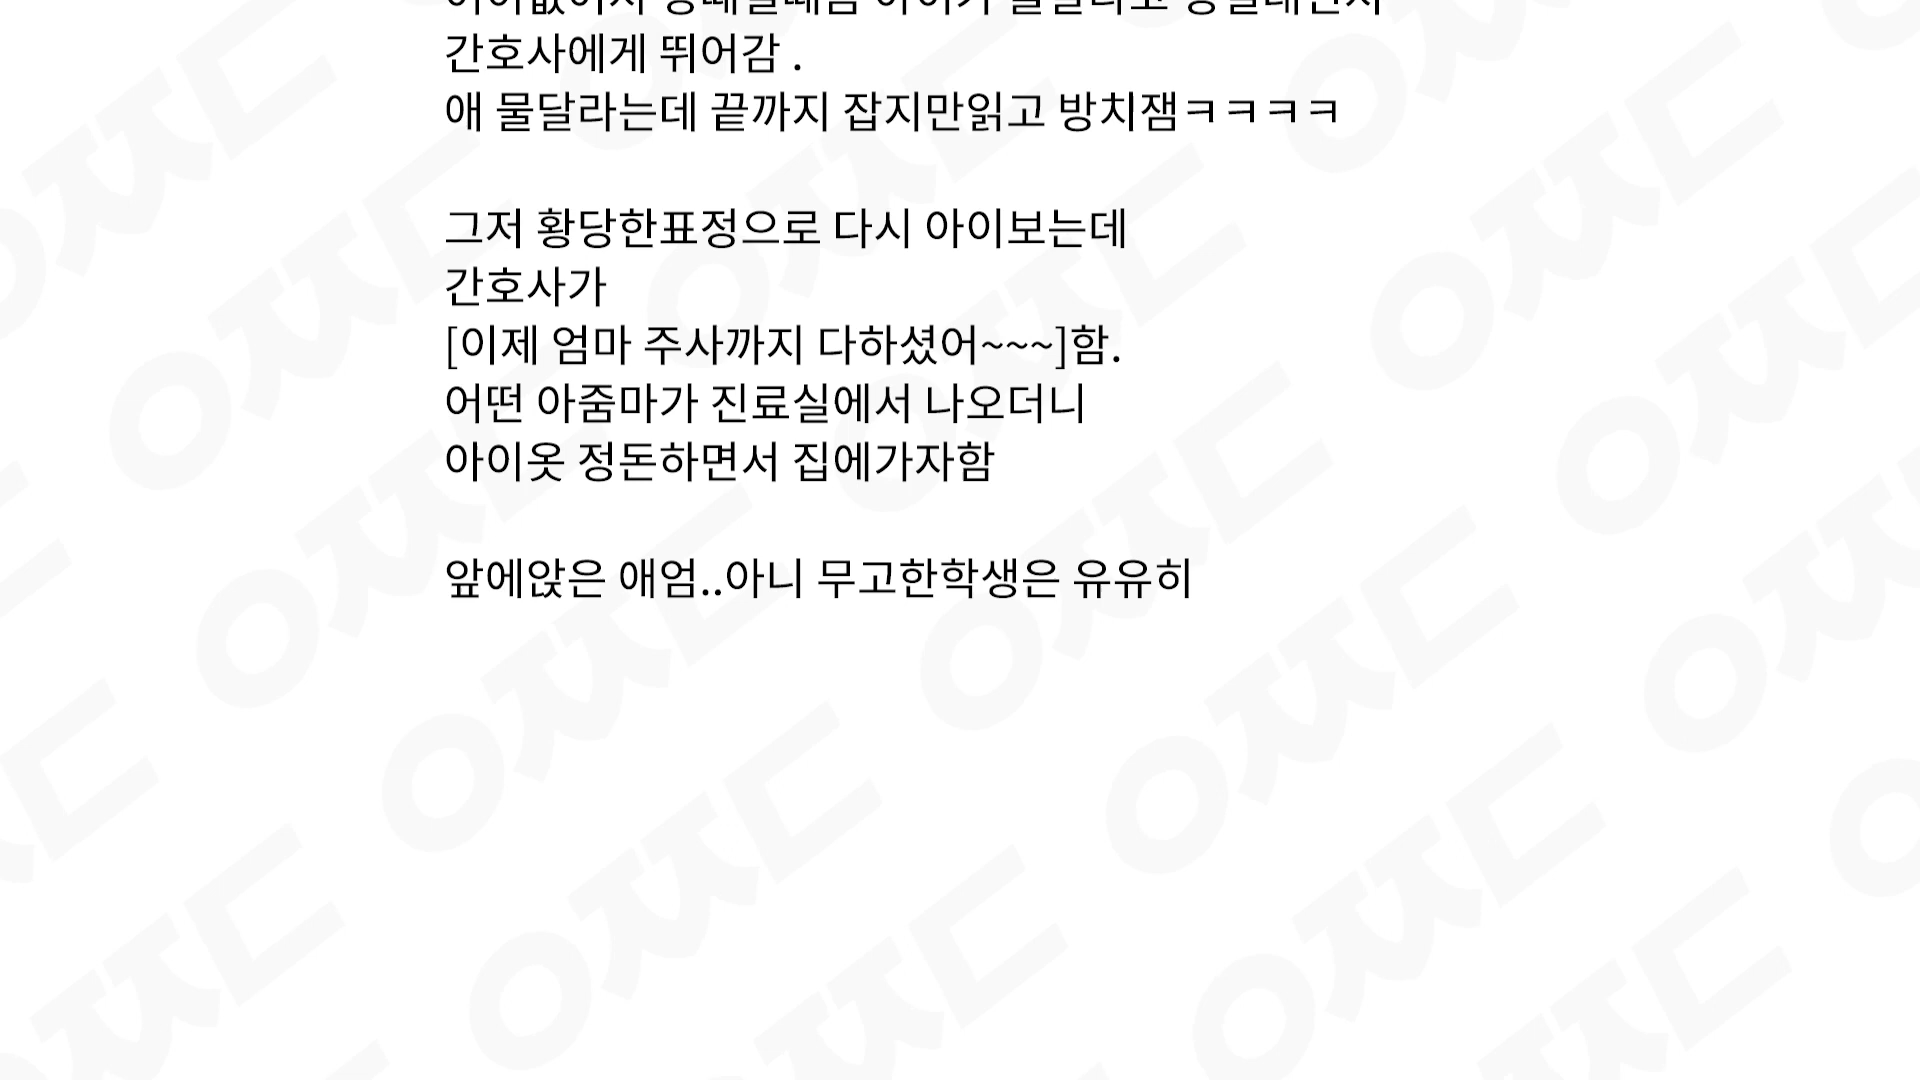 간호사에게 뛰어감 .
애 물달라는데 끝까지 잡지만읽고 방치잼ㅋㅋㅋㅋ
그저 황당한표정으로 다시 아이보는데
간호사가
[이제 엄마 주사까지 다하셨어~~~]함.
어떤 아줌마가 진료실에서 나오더니
아이옷 정돈하면서 집에가자함
앞에앉은 애엄..아니 무고한학생은 유유히